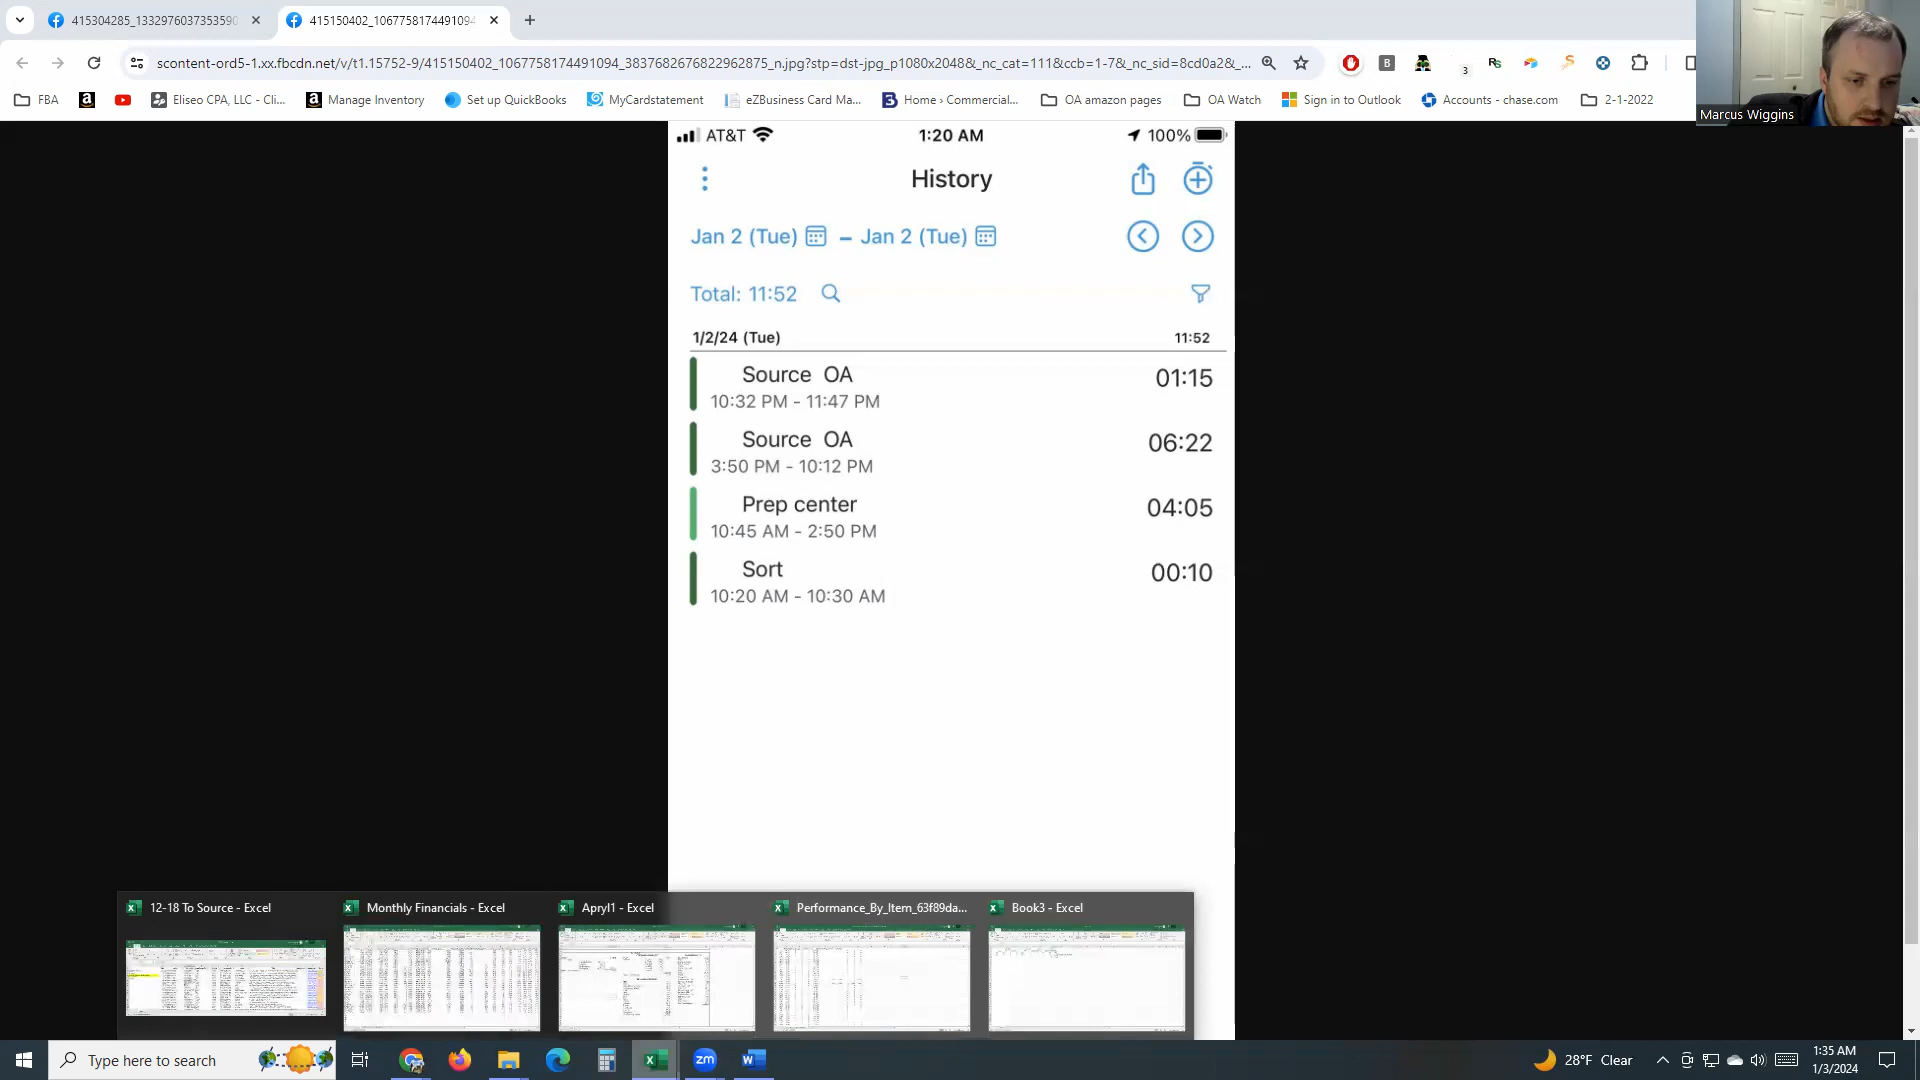 415304285_1332976037353590
415150402_1067758174491094
scontent-ord5-1.xx.fbcdn.net/v/t1.15752-9/415150402_1067758174491094_3837682676822962875_n.jpg?stp=dst-jpg_p1080x2048&_nc_cat=111&ccb=1-7&_nc_sid=8cd0a2&_...
3
FBA
Eliseo CPA, LLC - Cli...
Manage Inventory
Set up QuickBooks
MyCardstatement
eZBusiness Card Ma...
Home › Commercial...
OA amazon pages
OA Watch
Sign in to Outlook
Accounts - chase.com
2-1-2022
Marcus Wiggins
AT&T 1:20 AM 100%
History
Jan 2 (Tue) – Jan 2 (Tue)
Total: 11:52
1/2/24 (Tue) 11:52
Source OA 01:15
10:32 PM - 11:47 PM
Source OA 06:22
3:50 PM - 10:12 PM
Prep center 04:05
10:45 AM - 2:50 PM
Sort 00:10
10:20 AM - 10:30 AM
12-18 To Source - Excel
Monthly Financials - Excel
Apryl1 - Excel
Performance_By_Item_63f89da...
Book3 - Excel
Type here to search
28°F Clear
1:35 AM
1/3/2024